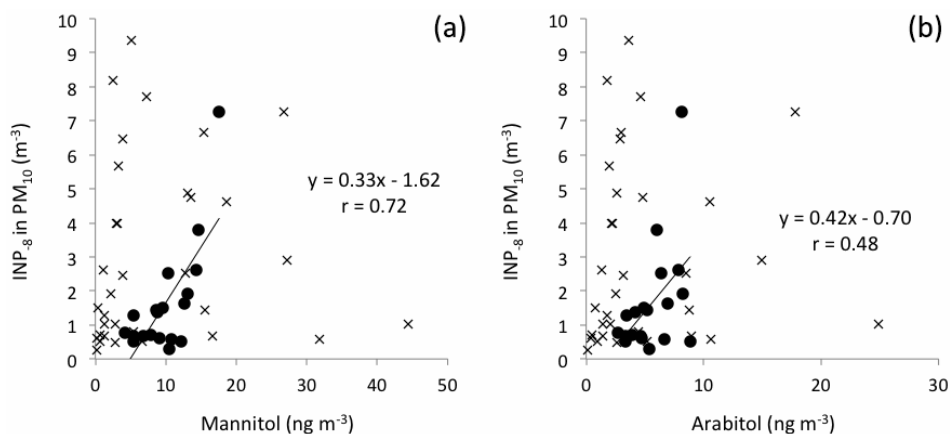 (a)
10
9
8
7
6
5
4
3
2
1
0
INP-8 in PM10 (m-3)
y = 0.33x - 1.62
r = 0.72
0 10 20 30 40 50
Mannitol (ng m-3)
(b)
10
9
8
7
6
5
4
3
2
1
0
INP-8 in PM10 (m-3)
y = 0.42x - 0.70
r = 0.48
0 10 20 30
Arabitol (ng m-3)